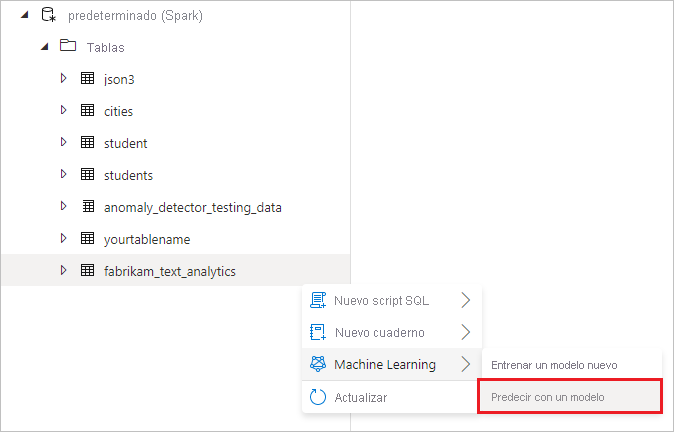 predeterminado (Spark)
Tablas
json3
cities
student
students
anomaly_detector_testing_data
yourtablename
fabrikam_text_analytics
Nuevo script SQL
Nuevo cuaderno
Machine Learning
Entrenar un modelo nuevo
Actualizar
Predecir con un modelo